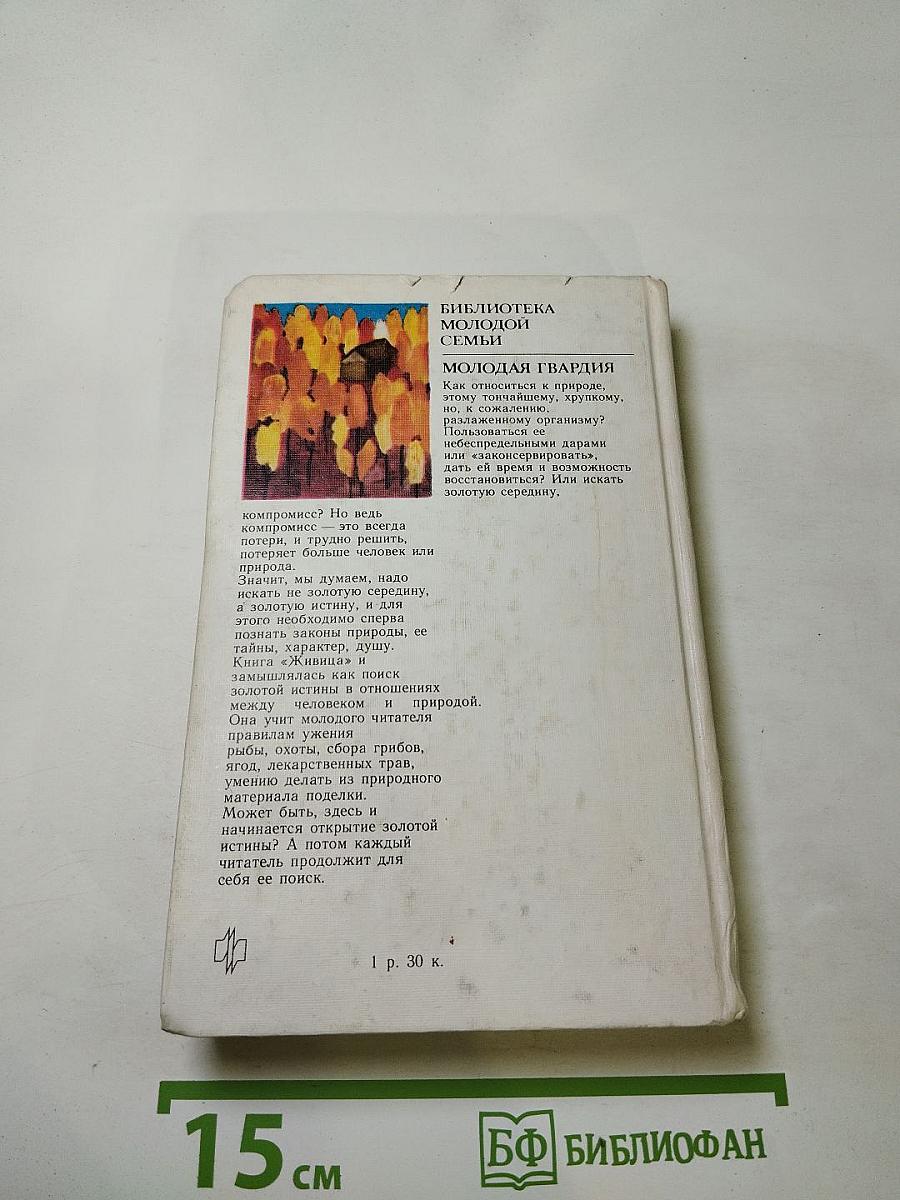 БИБЛИОТЕКА
МОЛОДОЙ
СЕМЬИ
МОЛОДАЯ ГВАРДИЯ
Как относиться к природе,
этому тончайшему, хрупкому,
но, к сожалению,
разлаженному организму?
Пользоваться ее
небеспредельными дарами
или «законсервировать»,
дать ей время и возможность
восстановиться? Или искать
золотую середину,
компромисс? Но ведь
компромисс — это всегда
потери, и трудно решить,
потеряет больше человек или
природа.
Значит, мы думаем, надо
искать не золотую середину,
а золотую истину, и для
этого необходимо сперва
познать законы природы, ее
тайны, характер, душу.
Книга «Живица» и
замышлялась как поиск
золотой истины в отношениях
между человеком и природой.
Она учит молодого читателя
правилам ужения
рыбы, охоты, сбора грибов,
ягод, лекарственных трав,
умению делать из природного
материала поделки.
Может быть, здесь и
начинается открытие золотой
истины? А потом каждый
читатель продолжит для
себя ее поиск.
1 р. 30 к.
15 см
БФ БИБЛИОФАН